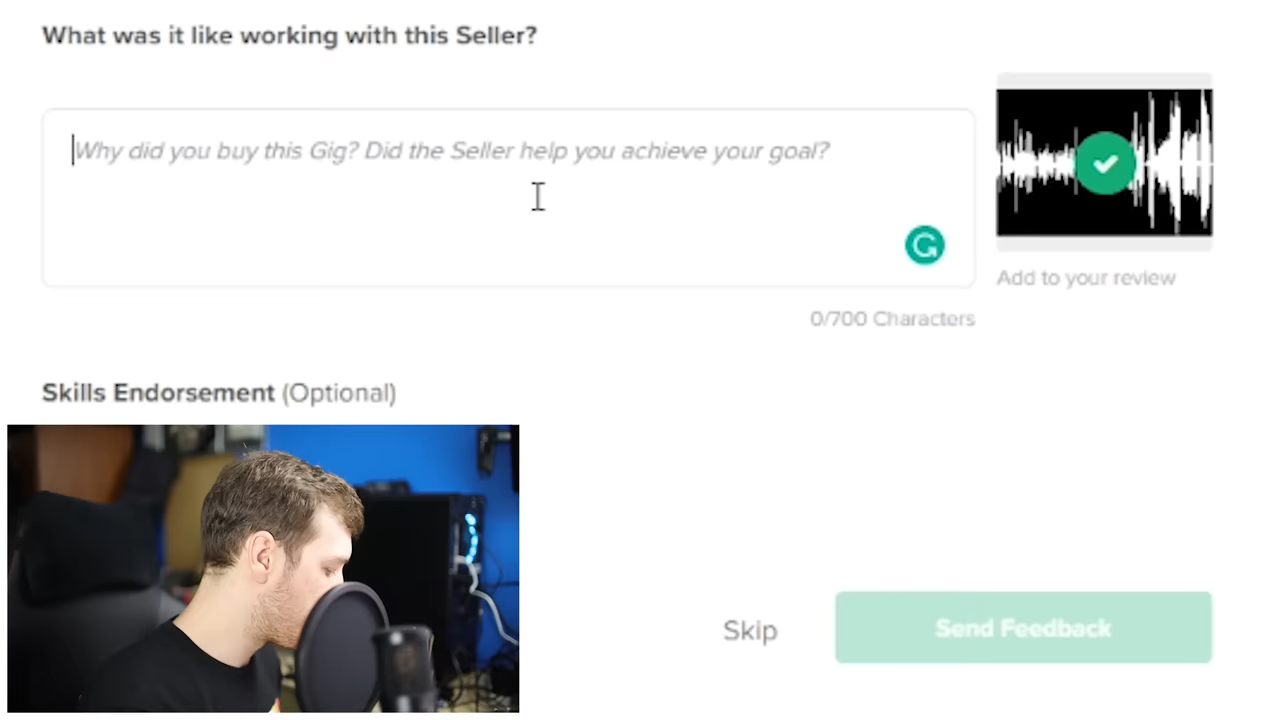 What was it like working with this Seller?
Why did you buy this Gig? Did the Seller help you achieve your goal?
Add to your review
0/700 Characters
Skills Endorsement (Optional)
Skip
Send Feedback